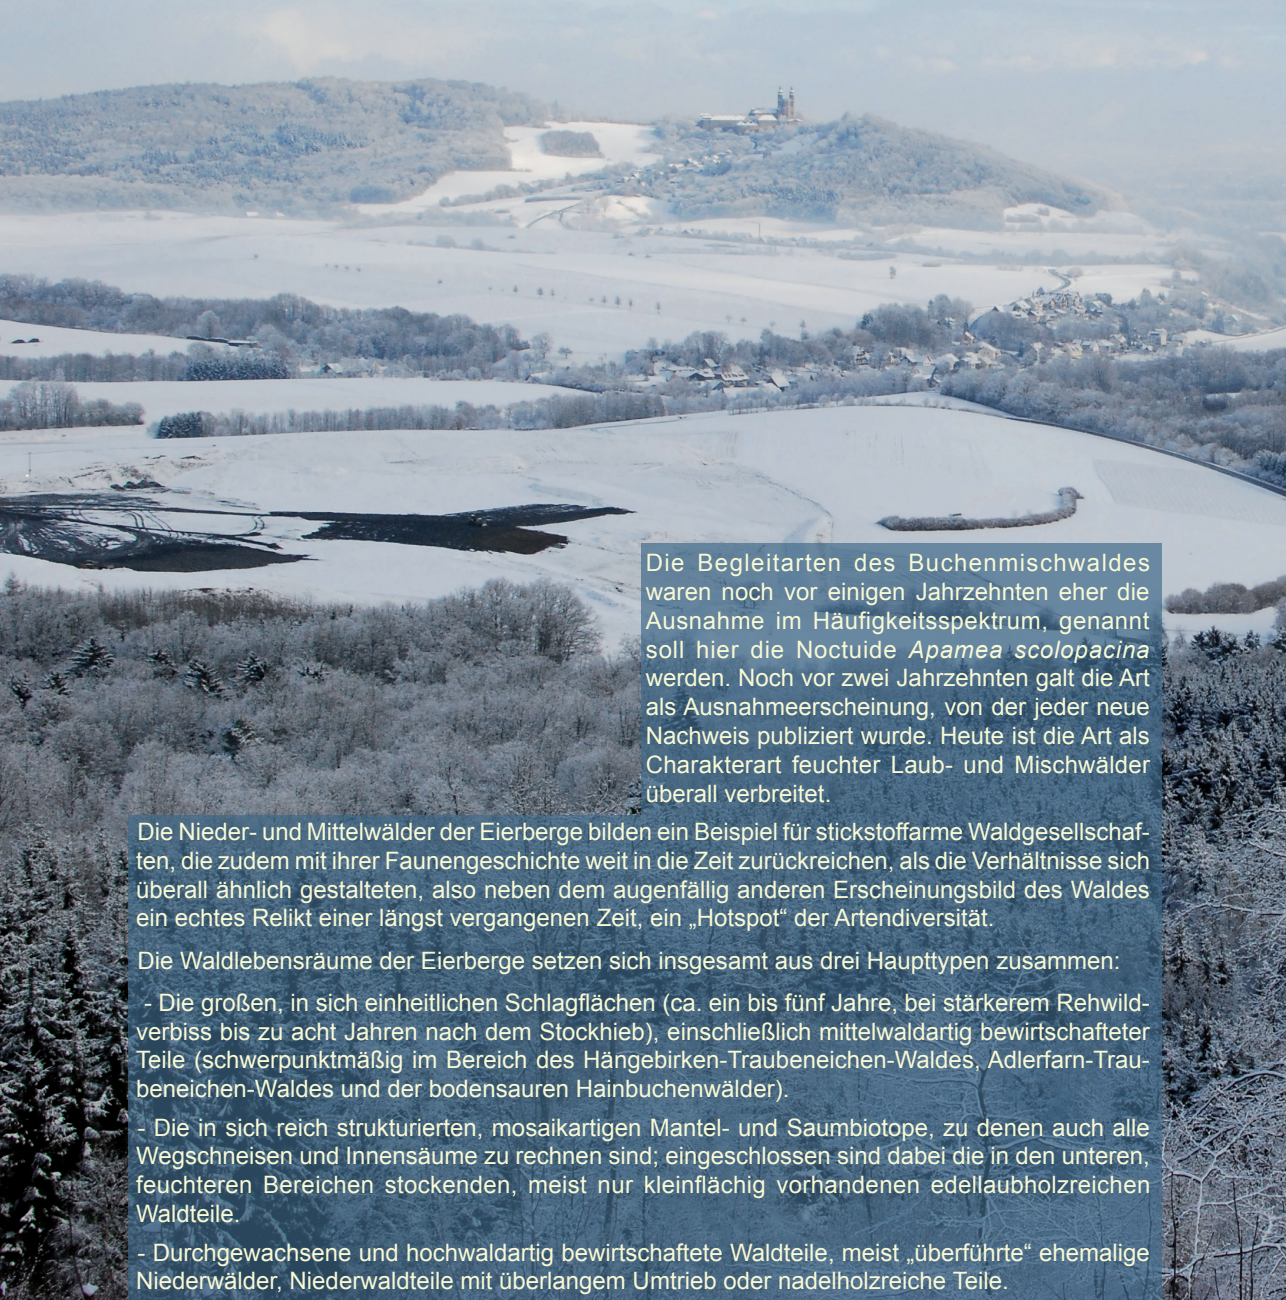 Die Begleitarten des Buchenmischwaldes
waren noch vor einigen Jahrzehnten eher die
Ausnahme im Häufigkeitsspektrum, genannt
soll hier die Noctuide Apamea scolopacina
werden. Noch vor zwei Jahrzehnten galt die Art
als Ausnahmeerscheinung, von der jeder neue
Nachweis publiziert wurde. Heute ist die Art als
Charakterart feuchter Laub- und Mischwälder
überall verbreitet.
Die Nieder- und Mittelwälder der Eierberge bilden ein Beispiel für stickstoffarme Waldgesellschaf-
ten, die zudem mit ihrer Faunengeschichte weit in die Zeit zurückreichen, als die Verhältnisse sich
überall ähnlich gestalteten, also neben dem augenfällig anderen Erscheinungsbild des Waldes
ein echtes Relikt einer längst vergangenen Zeit, ein „Hotspot“ der Artendiversität.
Die Waldlebensräume der Eierberge setzen sich insgesamt aus drei Haupttypen zusammen:
- Die großen, in sich einheitlichen Schlagflächen (ca. ein bis fünf Jahre, bei stärkerem Rehwild-
verbiss bis zu acht Jahren nach dem Stockhieb), einschließlich mittelwaldartig bewirtschafteter
Teile (schwerpunktmäßig im Bereich des Hängebirken-Traubeneichen-Waldes, Adlerfarn-Trau-
beneichen-Waldes und der bodensauren Hainbuchenwälder).
- Die in sich reich strukturierten, mosaikartigen Mantel- und Saumbiotope, zu denen auch alle
Wegschneisen und Innensäume zu rechnen sind; eingeschlossen sind dabei die in den unteren,
feuchteren Bereichen stockenden, meist nur kleinflächig vorhandenen edellaubholzreichen
Waldteile.
- Durchgewachsene und hochwaldartig bewirtschaftete Waldteile, meist „überführte“ ehemalige
Niederwälder, Niederwaldteile mit überlangem Umtrieb oder nadelholzreiche Teile.